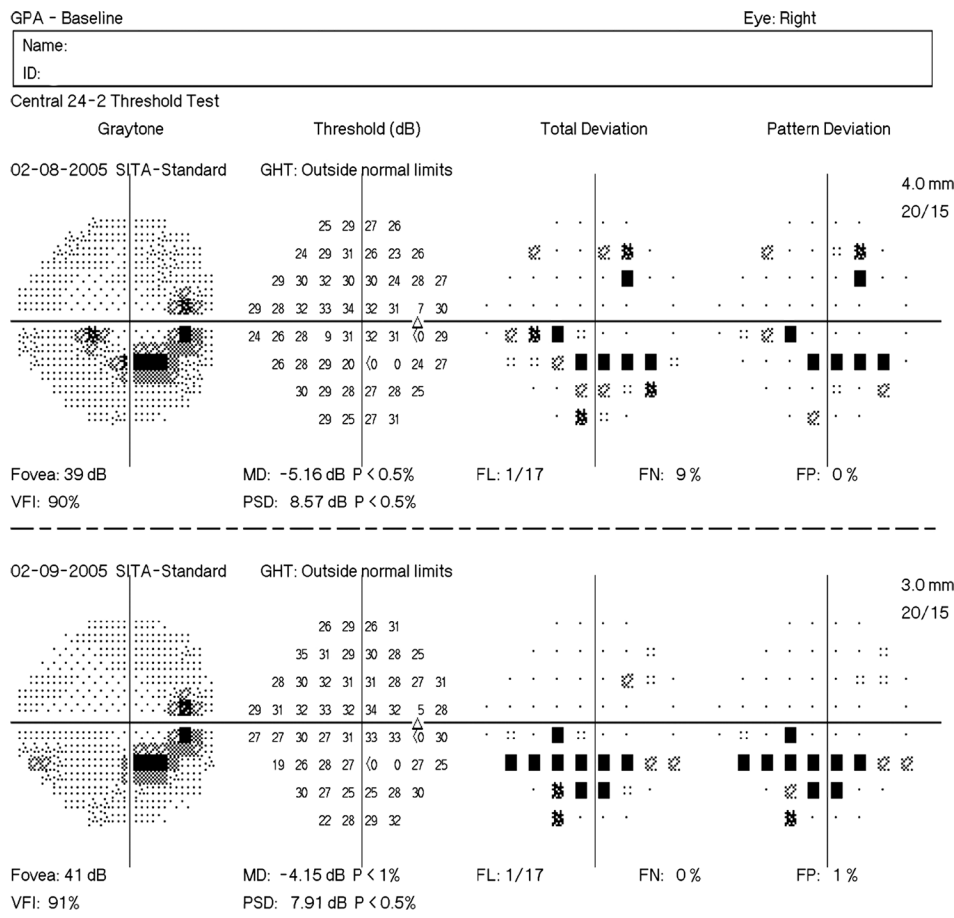 GPA - Baseline Eye: Right
Name:
ID:
Central 24-2 Threshold Test
Graytone Threshold (dB) Total Deviation Pattern Deviation
02-08-2005 SITA-Standard GHT: Outside normal limits
4.0 mm
20/15
25 29 27 26
24 29 31 26 23 26
29 30 32 30 30 24 28 27
29 28 32 33 34 32 31 7 30
24 26 28 9 31 32 31 <0 29
26 28 29 20 <0 0 24 27
30 29 28 27 28 25
29 25 27 31
Fovea: 39 dB MD: -5.16 dB P < 0.5% FL: 1/17 FN: 9 % FP: 0 %
VFI: 90% PSD: 8.57 dB P < 0.5%
02-09-2005 SITA-Standard GHT: Outside normal limits
3.0 mm
20/15
26 29 26 31
35 31 29 30 28 25
28 30 32 31 31 28 27 31
29 31 32 33 32 34 32 5 28
27 27 30 27 31 33 33 <0 30
19 26 28 27 <0 0 27 25
30 27 25 25 28 30
22 28 29 32
Fovea: 41 dB MD: -4.15 dB P < 1% FL: 1/17 FN: 0 % FP: 1 %
VFI: 91% PSD: 7.91 dB P < 0.5%